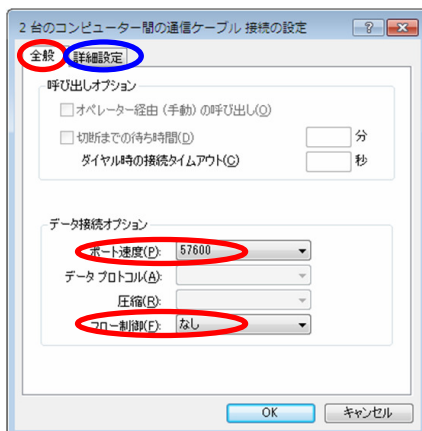 2 台のコンピューター間の通信ケーブル 接続の設定
全般 詳細設定
呼び出しオプション
オペレーター経由 (手動) の呼び出し(O)
切断までの待ち時間(D) 分
ダイヤル時の接続タイムアウト(C) 秒
データ接続オプション
ポート速度(P): 57600
データ プロトコル(A):
圧縮(R):
フロー制御(F): なし
OK キャンセル